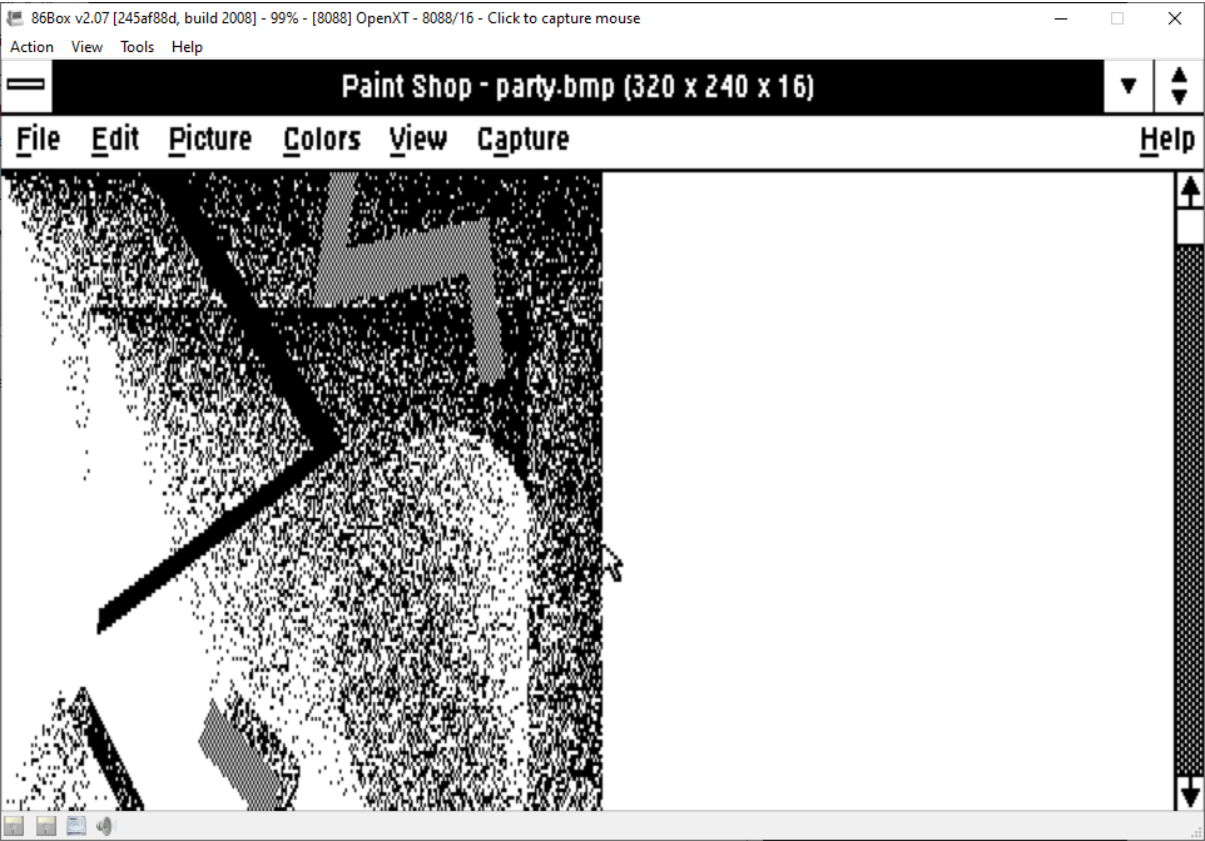 86Box v2.07 [245af88d, build 2008] - 99% - [8088] OpenXT - 8088/16 - Click to capture mouse
Action View Tools Help
Paint Shop - party.bmp (320 x 240 x 16)
File Edit Picture Colors View Capture Help